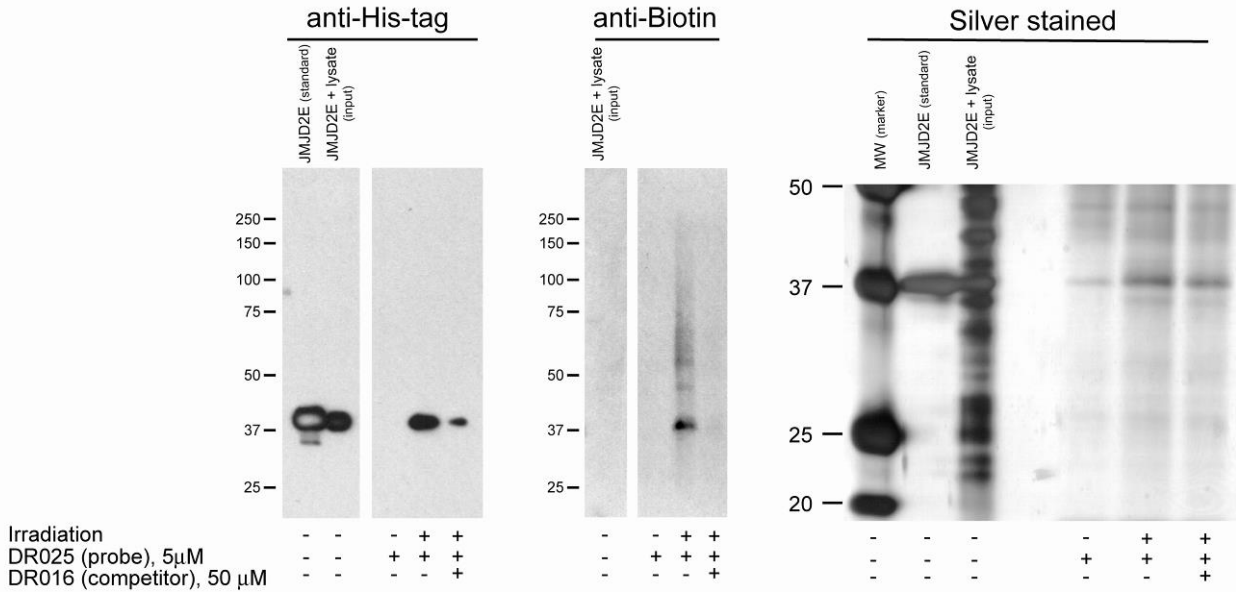 anti-His-tag
anti-Biotin
Silver stained
JMJD2E (standard)
JMJD2E + lysate
(input)
JMJD2E + lysate
(input)
MW (marker)
JMJD2E (standard)
JMJD2E + lysate
(input)
250
150
100
75
50
37
25
250
150
100
75
50
37
25
50
37
25
20
Irradiation - - - + + - - + + - - - - + +
DR025 (probe), 5μM - - + + + - + + + - - - + + +
DR016 (competitor), 50 μM - - - - + - - - + - - - - - +